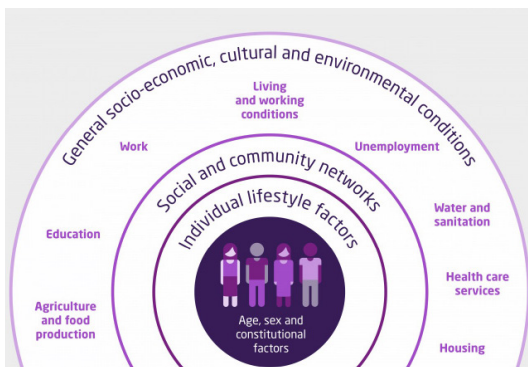 General socio-economic, cultural and environmental conditions
Living
and working
conditions
Work
Unemployment
Social and community networks
Individual lifestyle factors
Education
Water and
sanitation
Agriculture
and food
production
Health care
services
Housing
Age, sex and
constitutional
factors